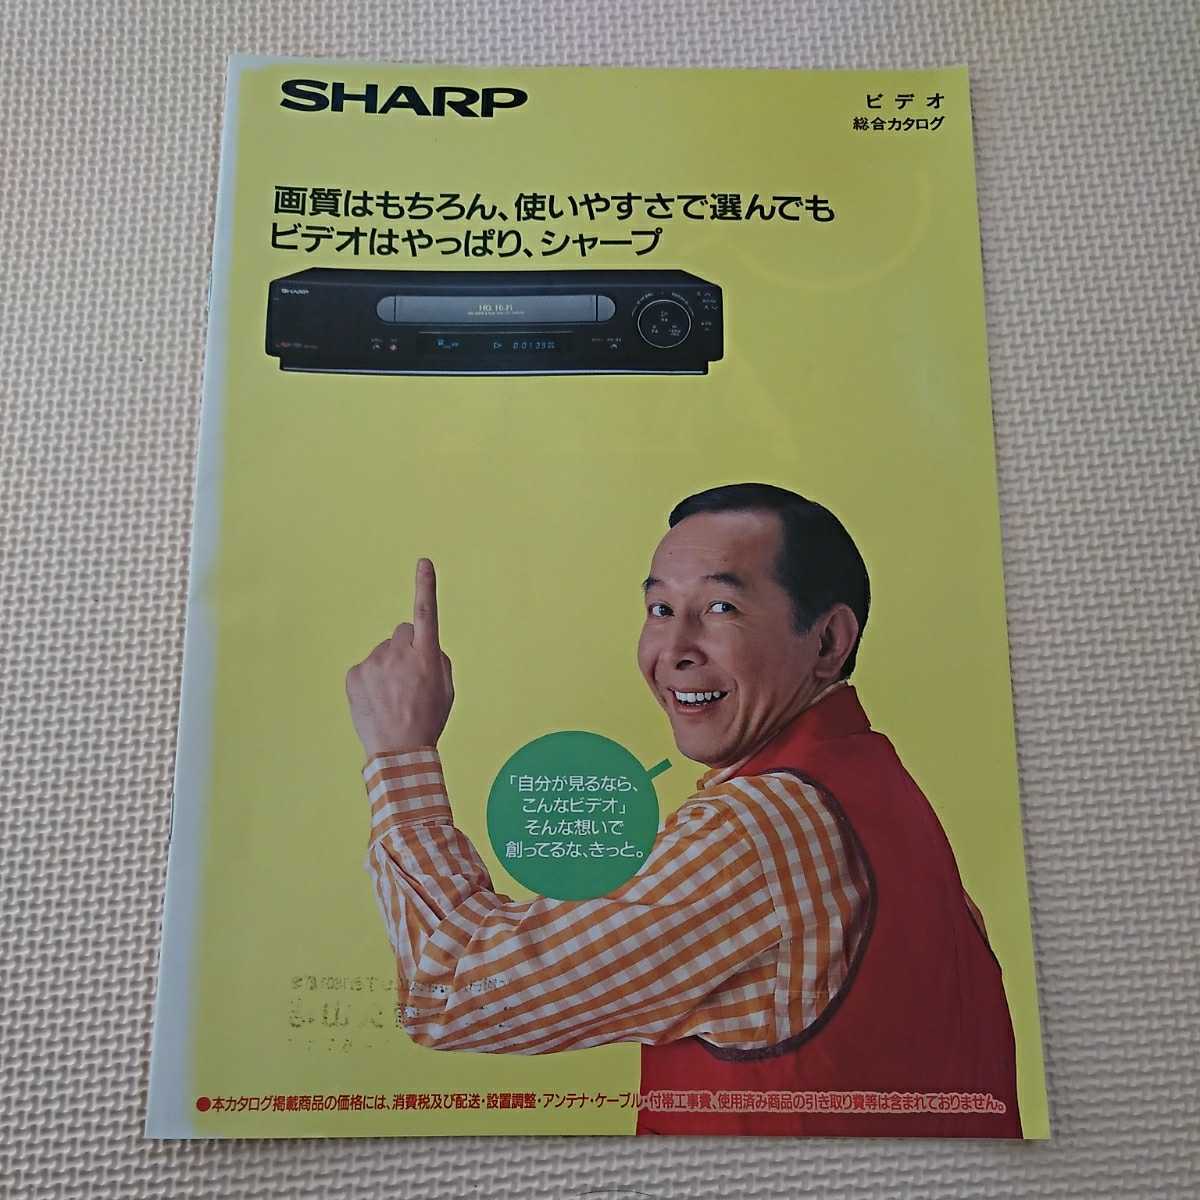 SHARP
ビデオ
総合カタログ
画質はもちろん、使いやすさで選んでも
ビデオはやっぱり、シャープ
SHARP
HQ Hi-Fi
「自分が見るなら、
こんなビデオ」
そんな想いで
創ってるな、きっと。
●本カタログ掲載商品の価格には、消費税及び配送・設置調整・アンテナ・ケーブル・付帯工事費、使用済み商品の引き取り費等は含まれておりません。